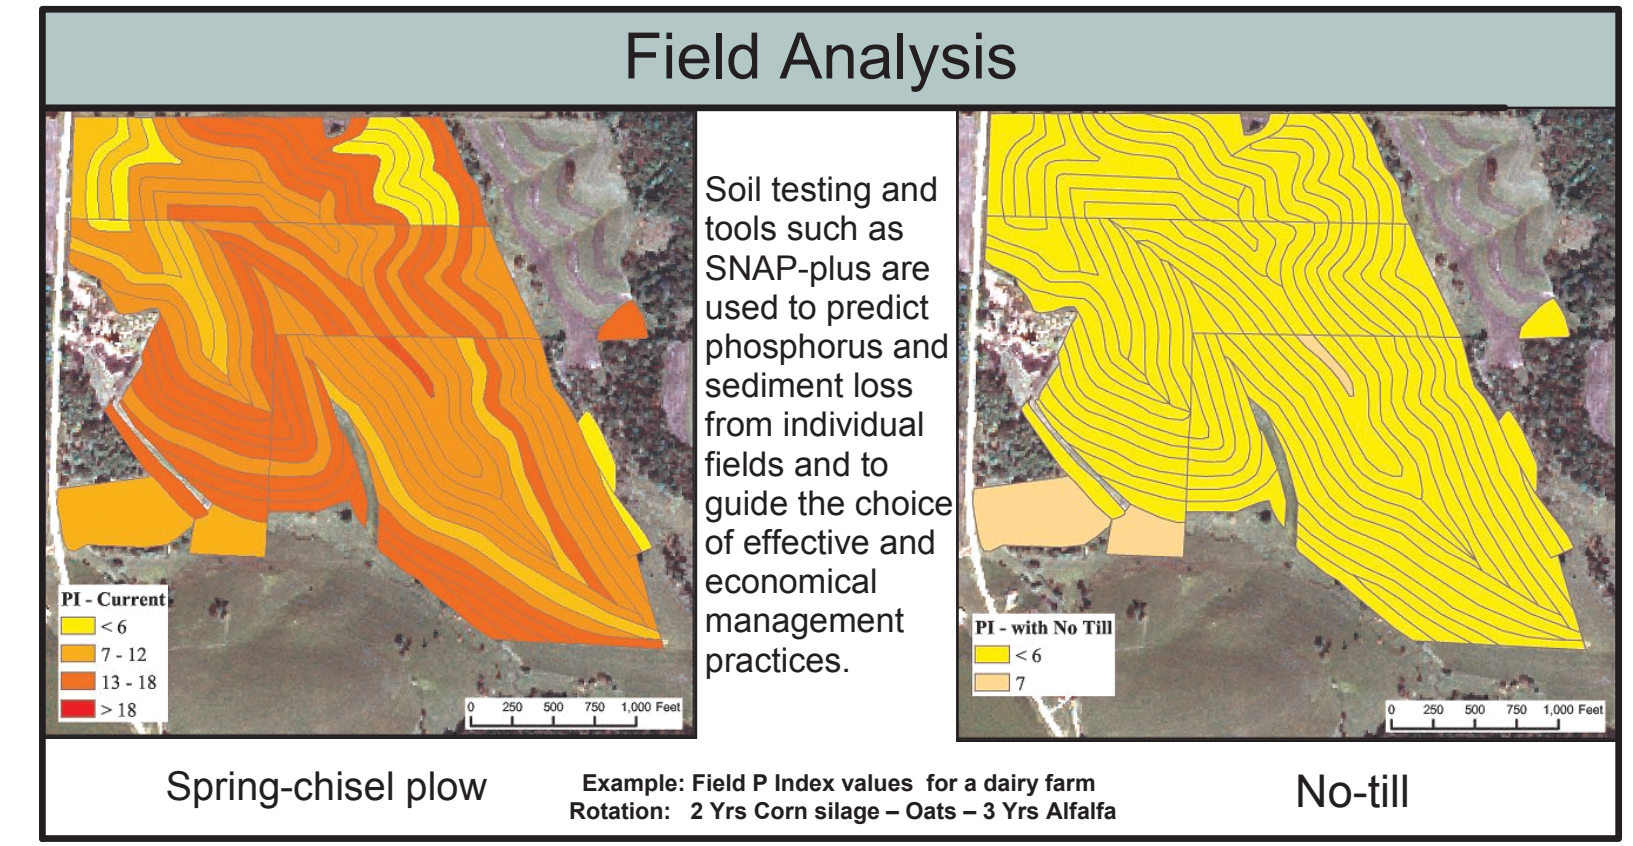 Field Analysis
Soil testing and
tools such as
SNAP-plus are
used to predict
phosphorus and
sediment loss
from individual
fields and to
guide the choice
of effective and
economical
management
practices.
PI - Current
< 6
7 - 12
13 - 18
> 18
0 250 500 750 1,000 Feet
PI - with No Till
< 6
7
0 250 500 750 1,000 Feet
Spring-chisel plow
Example: Field P Index values for a dairy farm
Rotation: 2 Yrs Corn silage – Oats – 3 Yrs Alfalfa
No-till